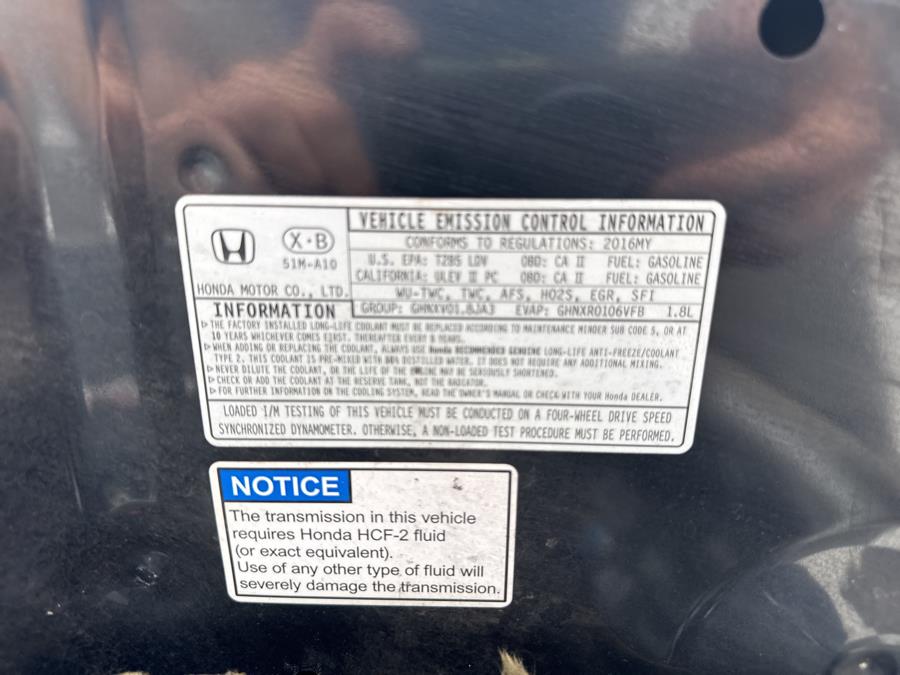 VEHICLE EMISSION CONTROL INFORMATION
CONFORMS TO REGULATIONS: 2016MY
X·B
51M-A10
U.S. EPA: T2B5 LDV OBD: CA II FUEL: GASOLINE
CALIFORNIA: ULEV II PC OBD: CA II FUEL: GASOLINE
HONDA MOTOR CO., LTD.
WU-TWC, TWC, AFS, HO2S, EGR, SFI
GROUP: GHNXV01.8JA3 EVAP: GHNXR0106VFB 1.8L
INFORMATION
▷THE FACTORY INSTALLED LONG-LIFE COOLANT MUST BE REPLACED ACCORDING TO MAINTENANCE MINDER SUB CODE 5, OR AT
10 YEARS WHICHEVER COMES FIRST. THEREAFTER EVERY 5 YEARS.
▷WHEN ADDING OR REPLACING THE COOLANT, ALWAYS USE Honda RECOMMENDED GENUINE LONG-LIFE ANTI-FREEZE/COOLANT
TYPE 2. THIS COOLANT IS PRE-MIXED WITH 50% DISTILLED WATER. IT DOES NOT REQUIRE ANY ADDITIONAL MIXING.
▷NEVER DILUTE THE COOLANT, OR THE LIFE OF THE ENGINE MAY BE SERIOUSLY SHORTENED.
▷CHECK OR ADD THE COOLANT AT THE RESERVE TANK, NOT THE RADIATOR.
▷FOR FURTHER INFORMATION ON THE COOLING SYSTEM, READ THE OWNER'S MANUAL OR CHECK WITH YOUR Honda DEALER.
LOADED I/M TESTING OF THIS VEHICLE MUST BE CONDUCTED ON A FOUR-WHEEL DRIVE SPEED
SYNCHRONIZED DYNAMOMETER. OTHERWISE, A NON-LOADED TEST PROCEDURE MUST BE PERFORMED.
NOTICE
The transmission in this vehicle
requires Honda HCF-2 fluid
(or exact equivalent).
Use of any other type of fluid will
severely damage the transmission.